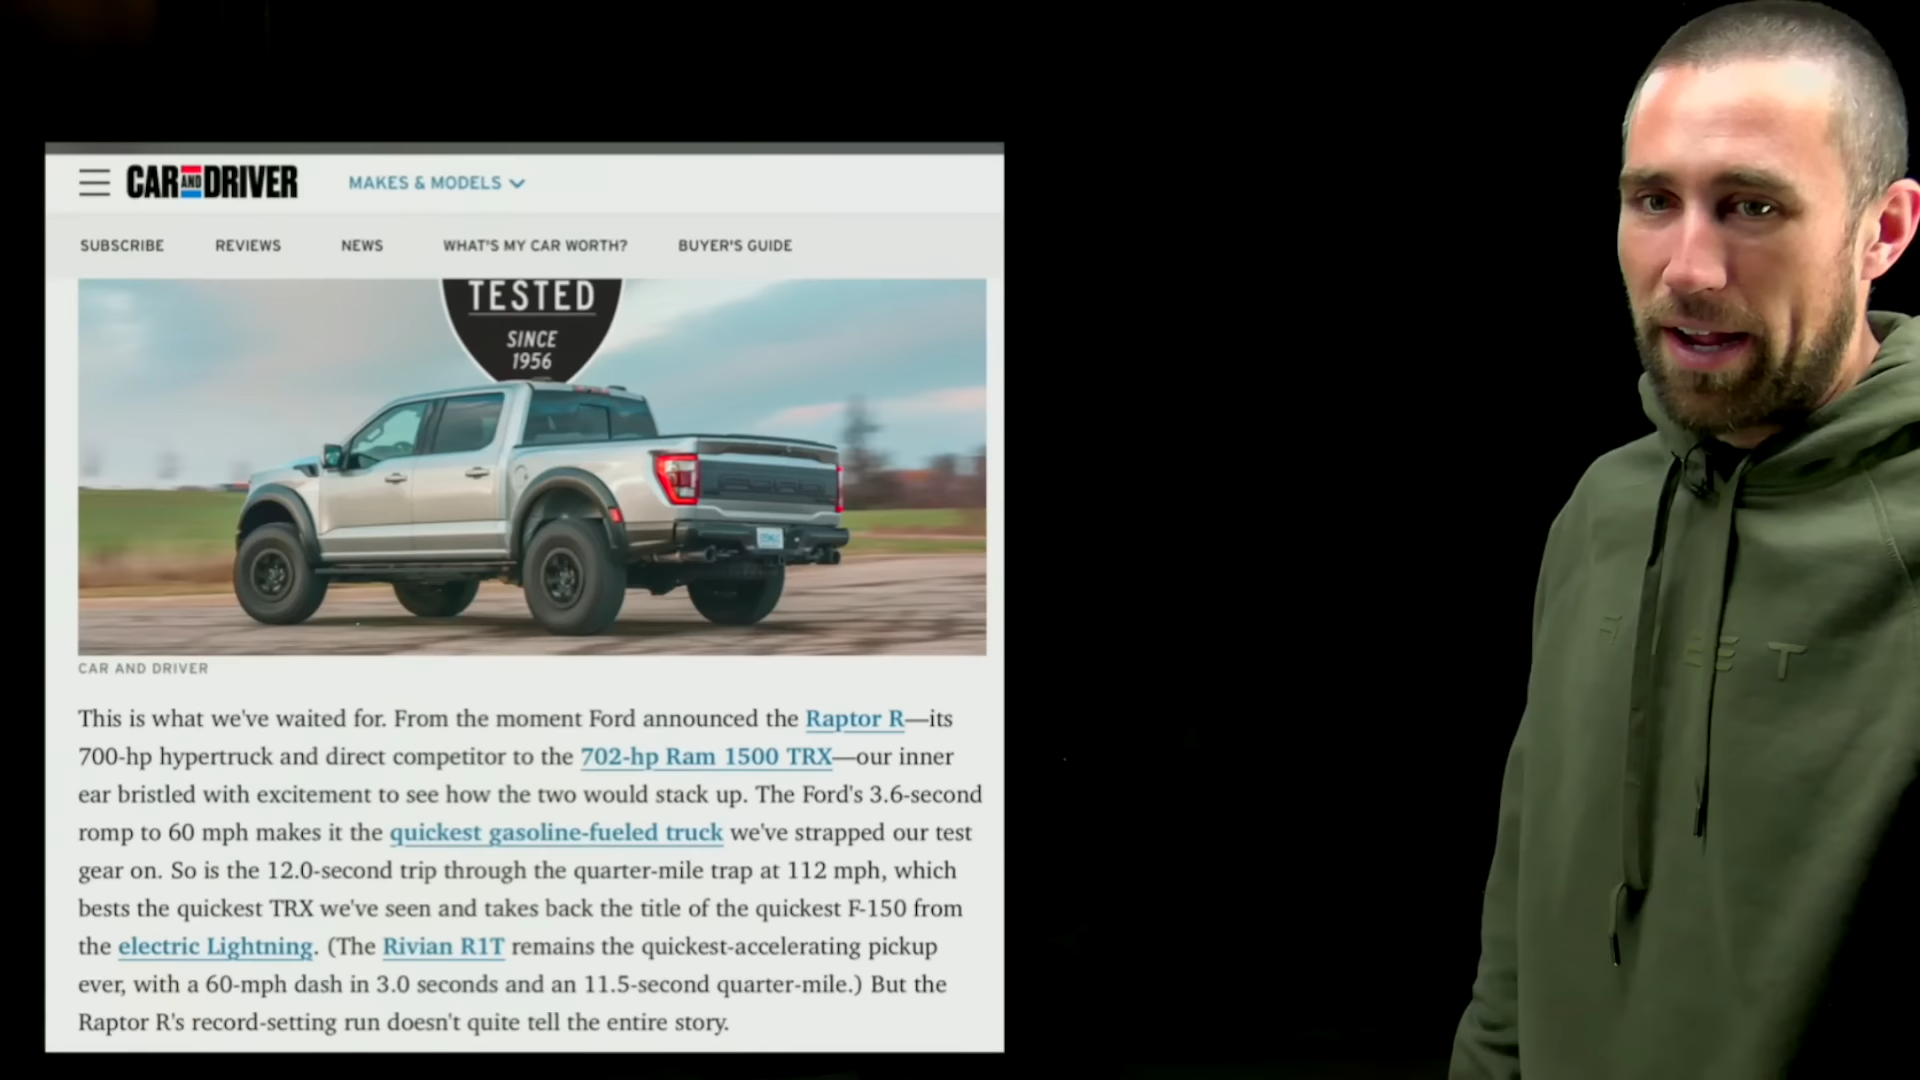 CAR AND DRIVER
MAKES & MODELS
SUBSCRIBE
REVIEWS
NEWS
WHAT'S MY CAR WORTH?
BUYER'S GUIDE
TESTED
SINCE
1956
CAR AND DRIVER
This is what we've waited for. From the moment Ford announced the Raptor R—its
700-hp hypertruck and direct competitor to the 702-hp Ram 1500 TRX—our inner
ear bristled with excitement to see how the two would stack up. The Ford's 3.6-second
romp to 60 mph makes it the quickest gasoline-fueled truck we've strapped our test
gear on. So is the 12.0-second trip through the quarter-mile trap at 112 mph, which
bests the quickest TRX we've seen and takes back the title of the quickest F-150 from
the electric Lightning. (The Rivian R1T remains the quickest-accelerating pickup
ever, with a 60-mph dash in 3.0 seconds and an 11.5-second quarter-mile.) But the
Raptor R's record-setting run doesn't quite tell the entire story.